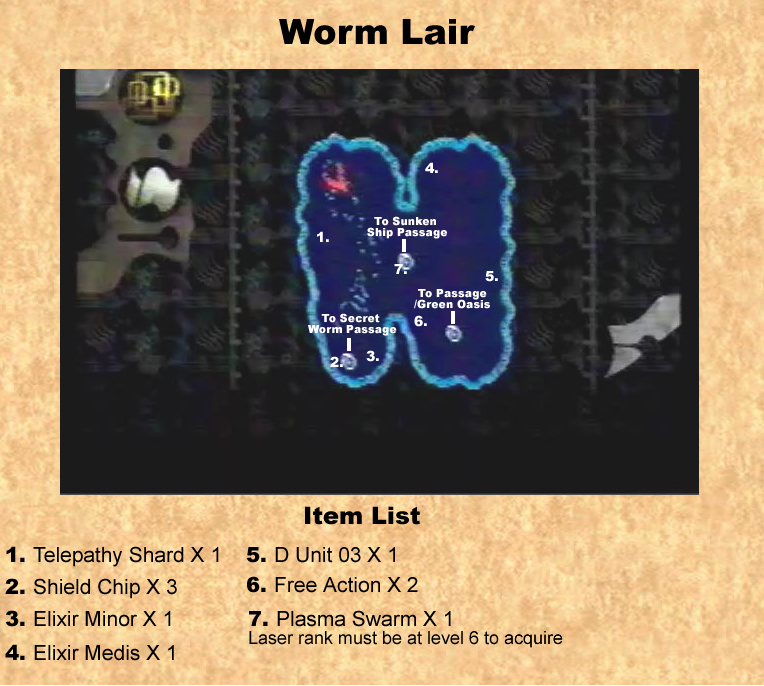 Worm Lair
4.
1.
To Sunken
Ship Passage
7.
5.
To Passage
/Green Oasis
6.
To Secret
Worm Passage
2.
3.
Item List
1. Telepathy Shard X 1
2. Shield Chip X 3
3. Elixir Minor X 1
4. Elixir Medis X 1
5. D Unit 03 X 1
6. Free Action X 2
7. Plasma Swarm X 1
Laser rank must be at level 6 to acquire